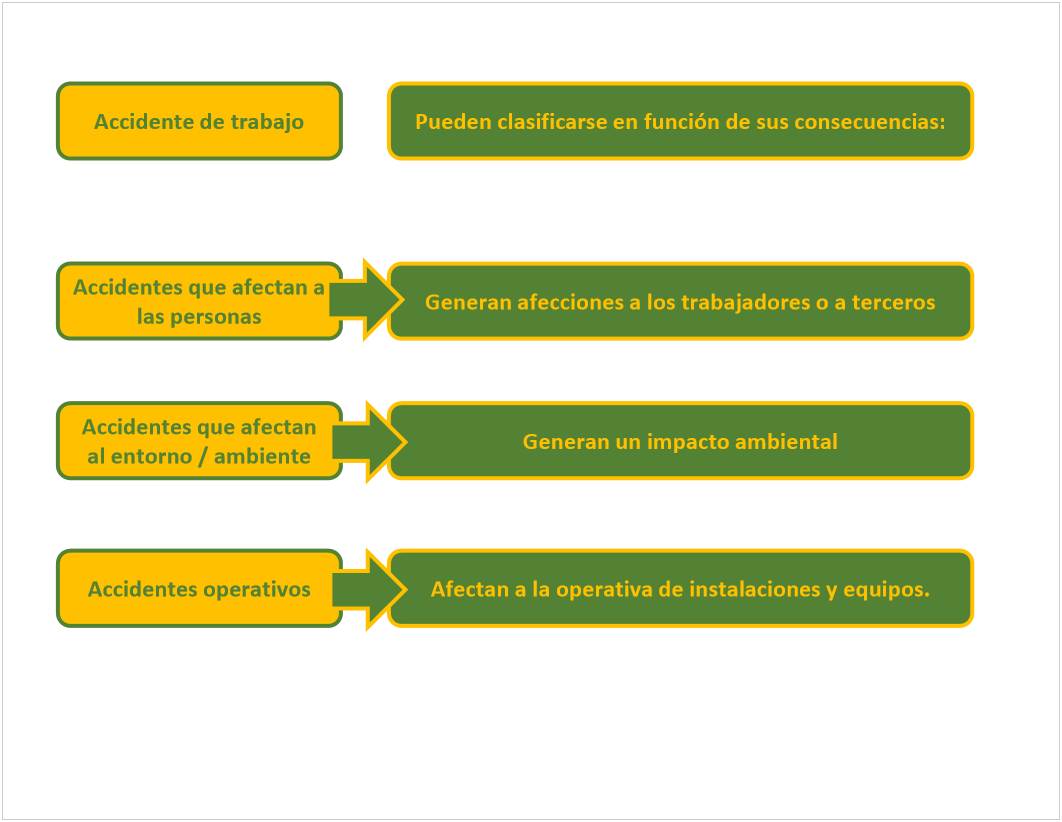 Accidente de trabajo
Pueden clasificarse en función de sus consecuencias:
Accidentes que afectan a
las personas
Generan afecciones a los trabajadores o a terceros
Accidentes que afectan
al entorno / ambiente
Generan un impacto ambiental
Accidentes operativos
Afectan a la operativa de instalaciones y equipos.